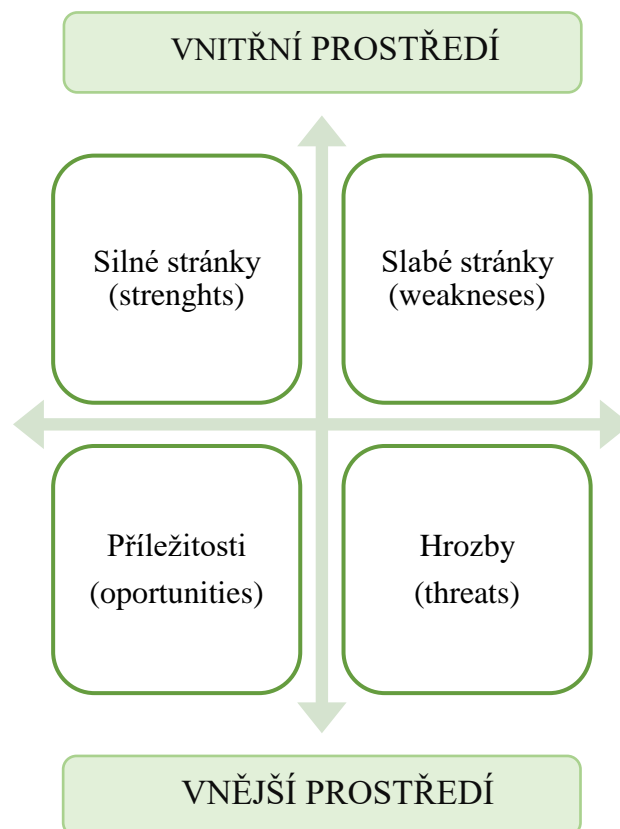 VNITŘNÍ PROSTŘEDÍ
Silné stránky
(strenghts)
Slabé stránky
(weakneses)
Příležitosti
(oportunities)
Hrozby
(threats)
VNĚJŠÍ PROSTŘEDÍ